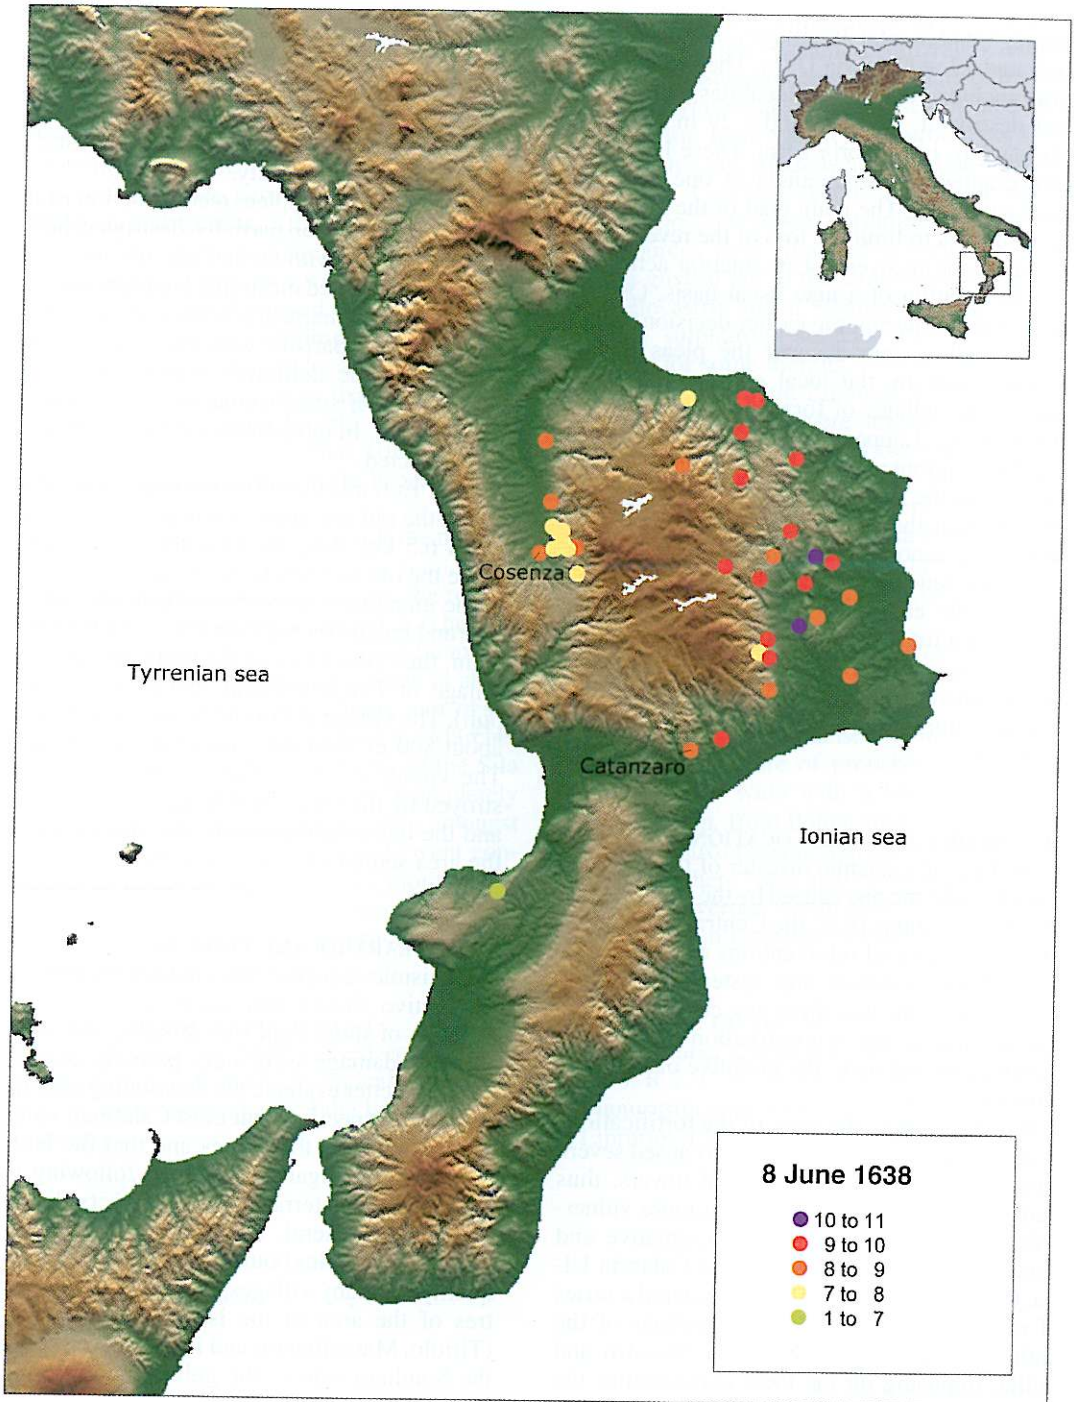 Cosenza
Tyrrenian sea
Catanzaro
Ionian sea
8 June 1638
10 to 11
9 to 10
8 to 9
7 to 8
1 to 7